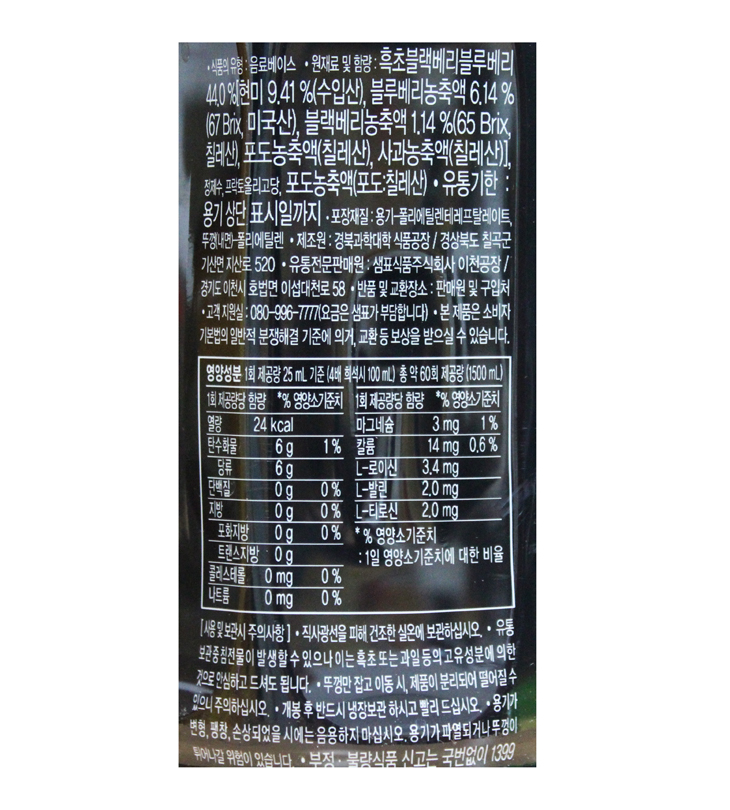 •식품의 유형 : 음료베이스 •원재료 및 함량 : 흑초블랙베리블루베리
44.0 %[현미 9.41 %(수입산), 블루베리농축액 6.14 %
(67 Brix, 미국산), 블랙베리농축액 1.14 %(65 Brix,
칠레산), 포도농축액(칠레산), 사과농축액(칠레산)],
정제수, 프락토올리고당, 포도농축액(포도:칠레산) •유통기한 :
용기 상단 표시일까지 •포장재질 : 용기-폴리에틸렌테레프탈레이트,
뚜껑(내면)-폴리에틸렌 •제조원 : 경북과학대학 식품공장 / 경상북도 칠곡군
기산면 지산로 520 •유통전문판매원 : 샘표식품주식회사 이천공장 /
경기도 이천시 호법면 이섭대천로 58 •반품 및 교환장소 : 판매원 및 구입처
•고객 지원실 : 080-996-7777(요금은 샘표가 부담합니다) •본 제품은 소비자
기본법의 일반적 분쟁해결 기준에 의거, 교환 등 보상을 받으실 수 있습니다.
영양성분 1회 제공량 25 mL 기준 (4배 희석시 100 mL) 총 약 60회 제공량 (1500 mL)
1회 제공량당 함량 *% 영양소기준치 1회 제공량당 함량 *% 영양소기준치
열량 24 kcal 마그네슘 3 mg 1 %
탄수화물 6 g 1 % 칼륨 14 mg 0.6 %
당류 6 g L-로이신 3.4 mg
단백질 0 g 0 % L-발린 2.0 mg
지방 0 g 0 % L-티로신 2.0 mg
포화지방 0 g 0 % * % 영양소기준치
트랜스지방 0 g : 1일 영양소기준치에 대한 비율
콜레스테롤 0 mg 0 %
나트륨 0 mg 0 %
[사용 및 보관시 주의사항] •직사광선을 피해 건조한 실온에 보관하십시오. •유통
보관 중 침전물이 발생할 수 있으나 이는 흑초 또는 과일 등의 고유성분에 의한
것으로 안심하고 드셔도 됩니다. •뚜껑만 잡고 이동 시, 제품이 분리되어 떨어질 수
있으니 주의하십시오. •개봉 후 반드시 냉장보관 하시고 빨리 드십시오. •용기가
변형, 팽창, 손상되었을 시에는 음용하지 마십시오. 용기가 파열되거나 뚜껑이
튀어나갈 위험이 있습니다. •부정·불량식품 신고는 국번없이 1399